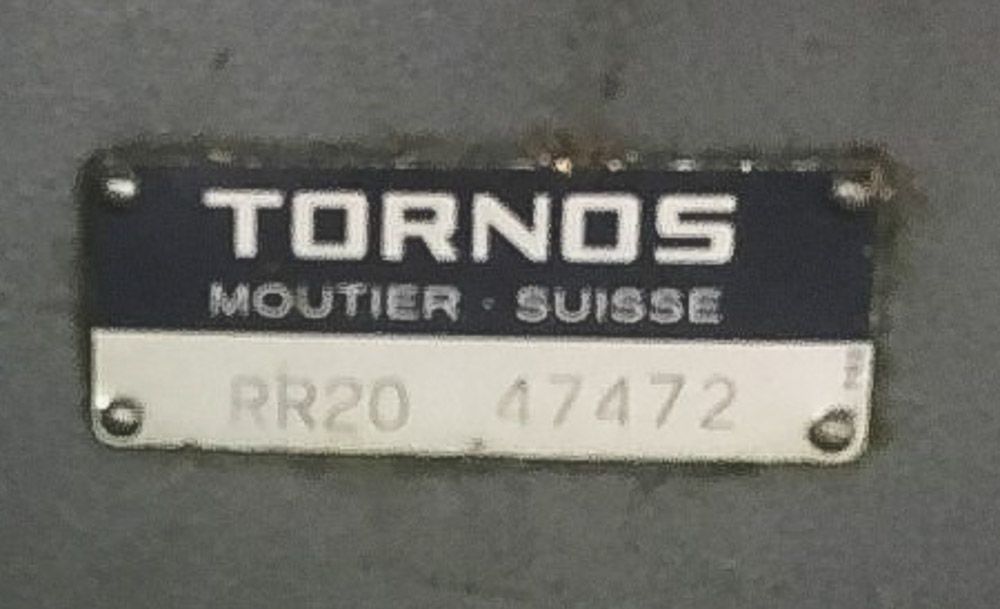 TORNOS
MOUTIER · SUISSE
RR20 47472